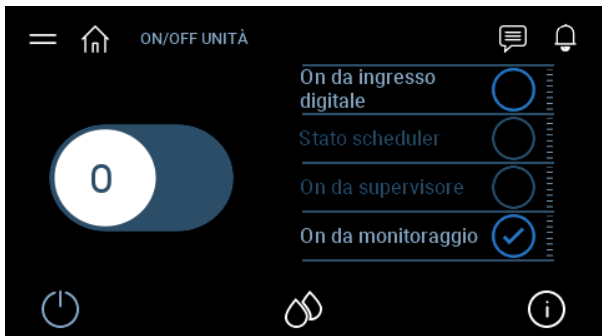 ON/OFF UNITÀ
On da ingresso
digitale
Stato scheduler
0
On da supervisore
On da monitoraggio